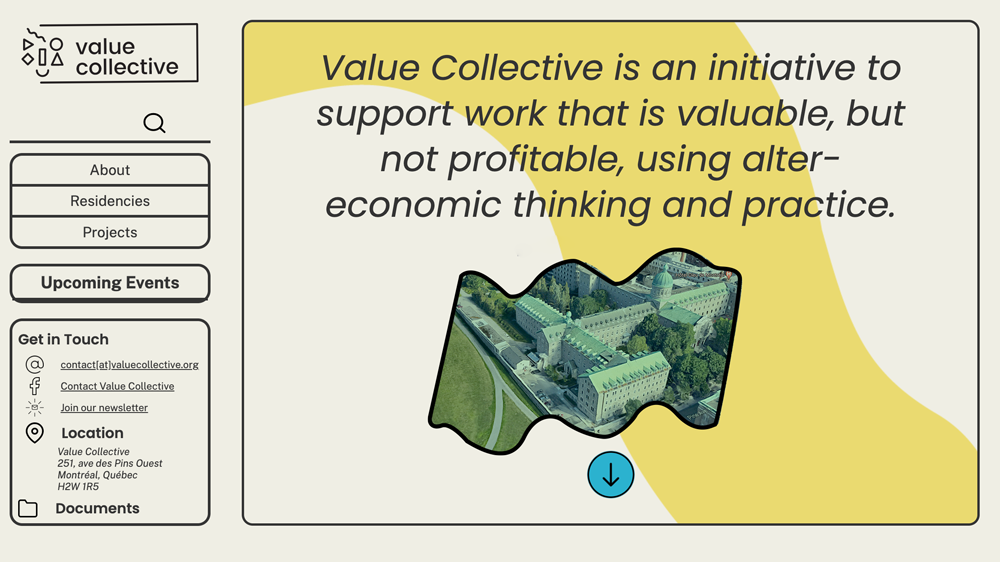 value
collective
About
Residencies
Projects
Upcoming Events
Get in Touch
contact[at]valuecollective.org
Contact Value Collective
Join our newsletter
Location
Value Collective
251, ave des Pins Ouest
Montréal, Québec
H2W 1R5
Documents
Value Collective is an initiative to
support work that is valuable, but
not profitable, using alter-
economic thinking and practice.